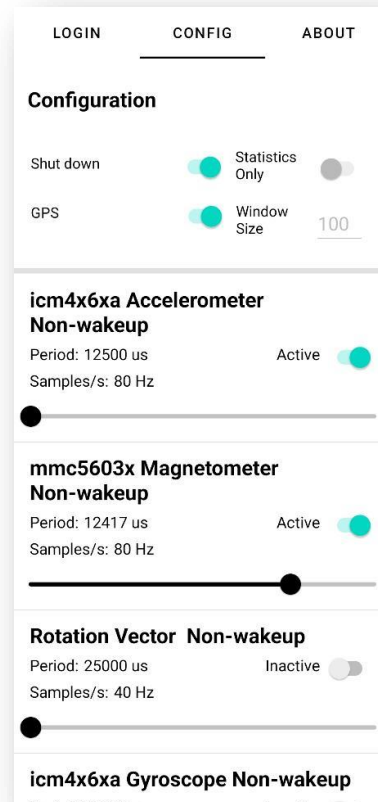 LOGIN CONFIG ABOUT
Configuration
Shut down
Statistics
Only
GPS
Window
Size
100
icm4x6xa Accelerometer
Non-wakeup
Period: 12500 us
Active
Samples/s: 80 Hz
mmc5603x Magnetometer
Non-wakeup
Period: 12417 us
Active
Samples/s: 80 Hz
Rotation Vector Non-wakeup
Period: 25000 us
Inactive
Samples/s: 40 Hz
icm4x6xa Gyroscope Non-wakeup